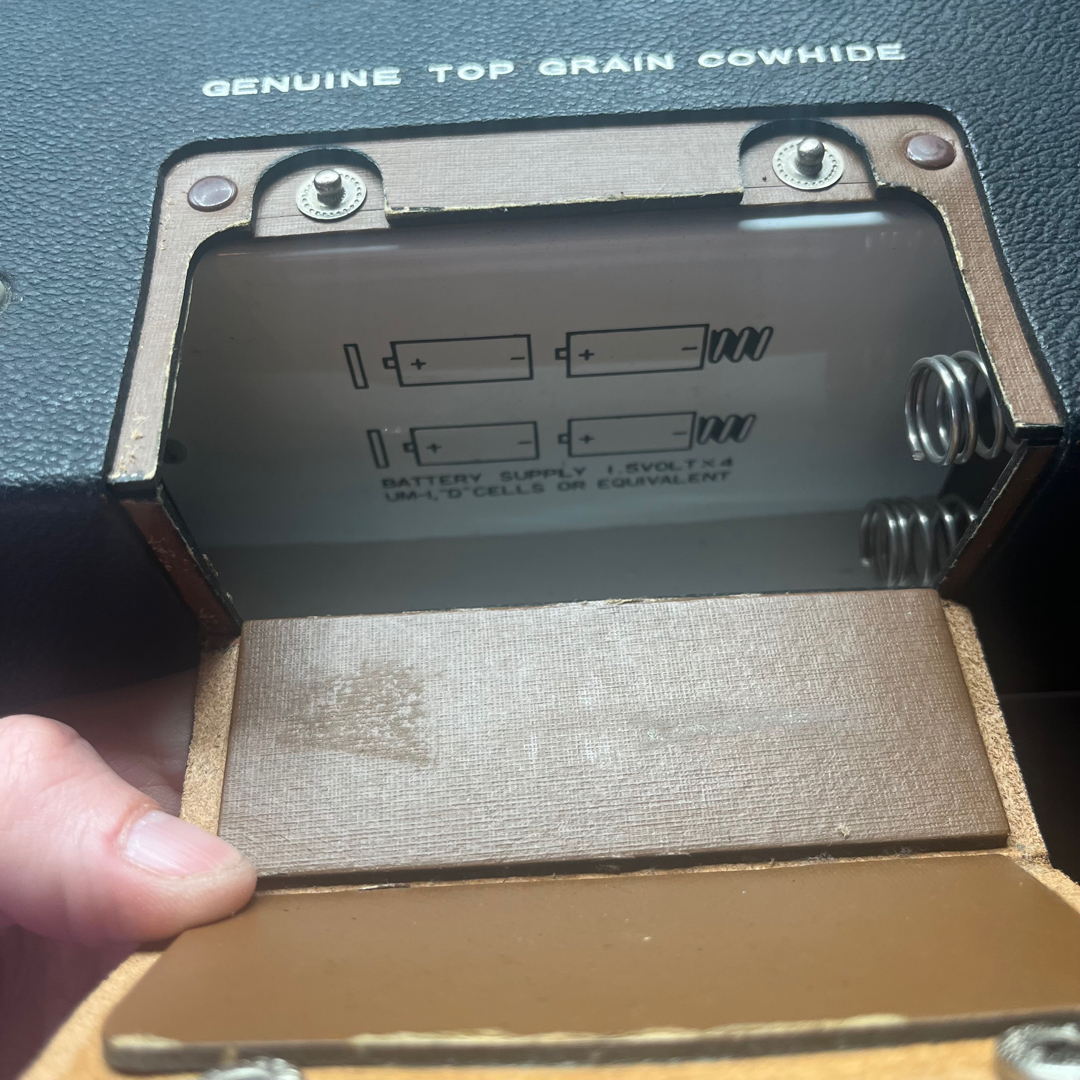 GENUINE TOP GRAIN COWHIDE
+ − + −
+ − + −
BATTERY SUPPLY 1.5VOLT×4
UM-1,"D"CELLS OR EQUIVALENT